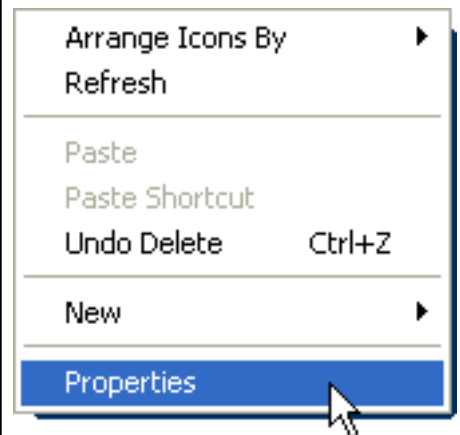 Arrange Icons By
Refresh
Paste
Paste Shortcut
Undo Delete Ctrl+Z
New
Properties